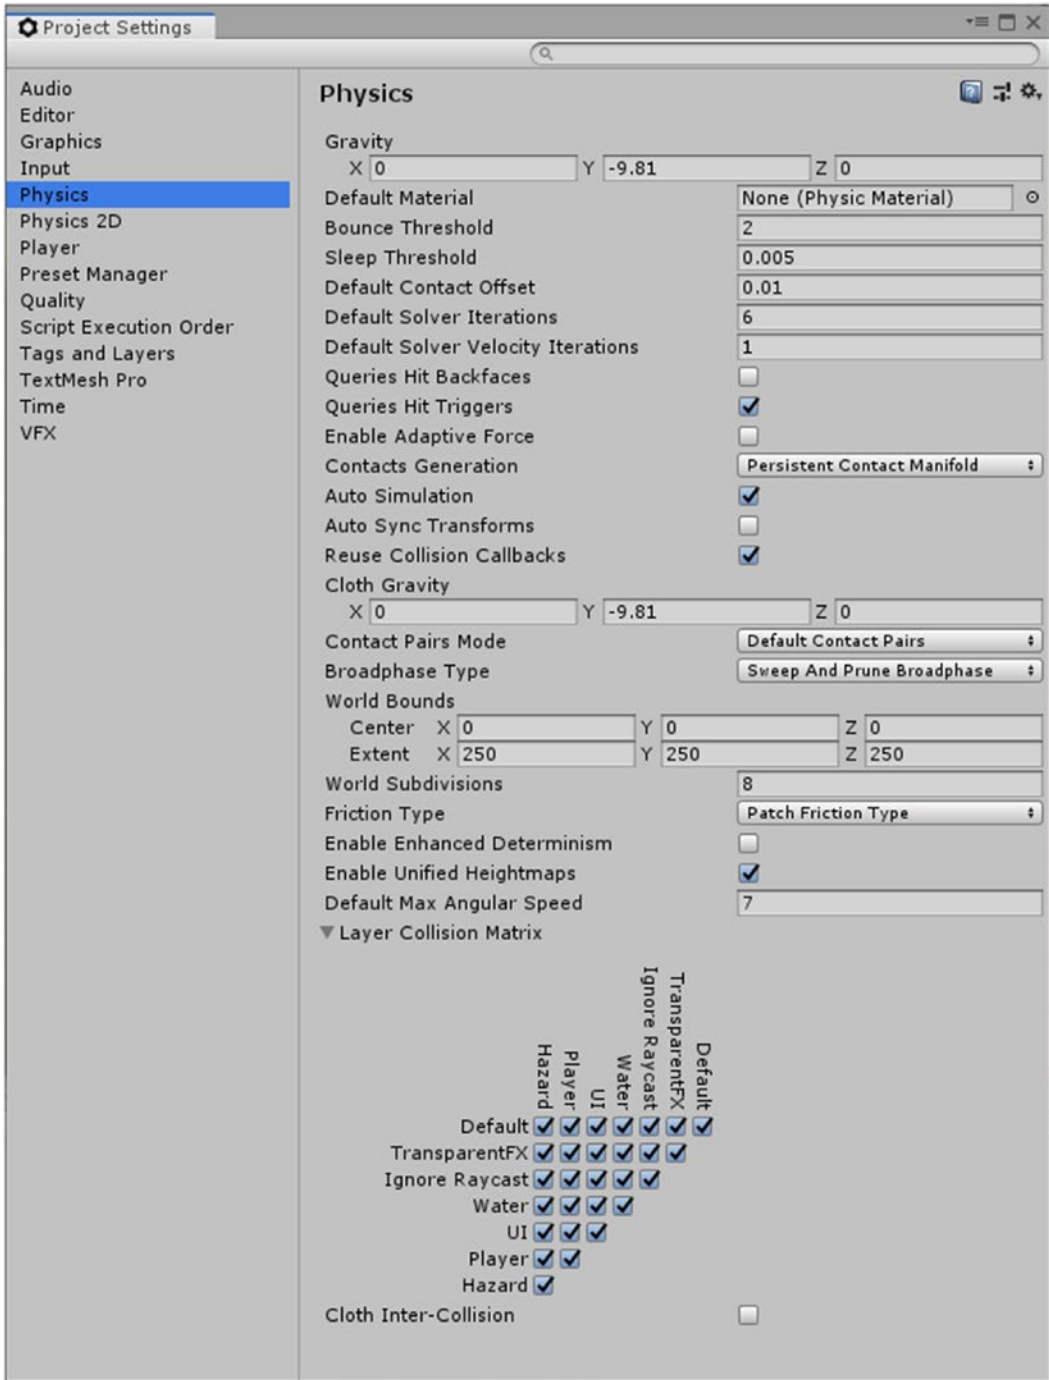 Project Settings
Audio
Editor
Graphics
Input
Physics
Physics 2D
Player
Preset Manager
Quality
Script Execution Order
Tags and Layers
TextMesh Pro
Time
VFX
Physics
Gravity
X 0 Y -9.81 Z 0
Default Material None (Physic Material)
Bounce Threshold 2
Sleep Threshold 0.005
Default Contact Offset 0.01
Default Solver Iterations 6
Default Solver Velocity Iterations 1
Queries Hit Backfaces
Queries Hit Triggers
Enable Adaptive Force
Contacts Generation Persistent Contact Manifold
Auto Simulation
Auto Sync Transforms
Reuse Collision Callbacks
Cloth Gravity
X 0 Y -9.81 Z 0
Contact Pairs Mode Default Contact Pairs
Broadphase Type Sweep And Prune Broadphase
World Bounds
Center X 0 Y 0 Z 0
Extent X 250 Y 250 Z 250
World Subdivisions 8
Friction Type Patch Friction Type
Enable Enhanced Determinism
Enable Unified Heightmaps
Default Max Angular Speed 7
Layer Collision Matrix
Hazard
Player
UI
Water
Ignore Raycast
TransparentFX
Default
Default
TransparentFX
Ignore Raycast
Water
UI
Player
Hazard
Cloth Inter-Collision